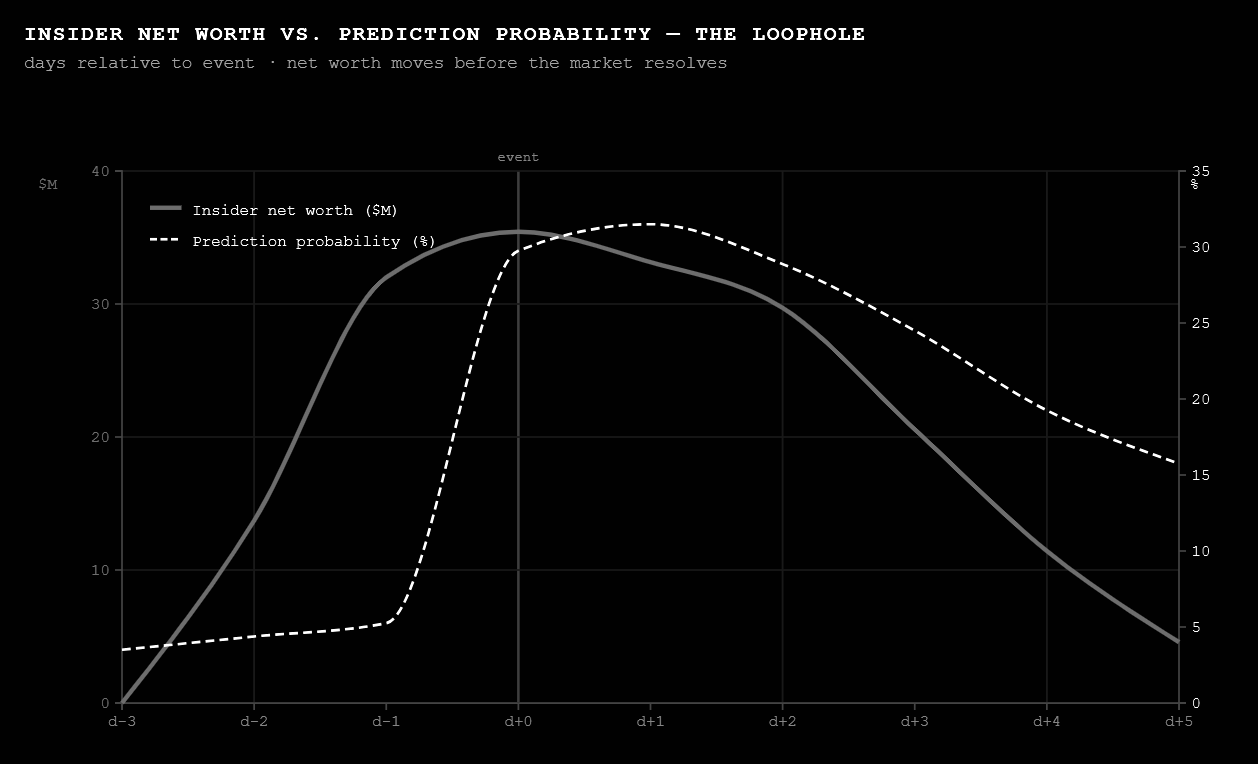 INSIDER NET WORTH VS. PREDICTION PROBABILITY — THE LOOPHOLE
days relative to event · net worth moves before the market resolves
event
40
35
$M
%
Insider net worth ($M)
Prediction probability (%)
30
30
25
20
20
15
10
10
5
0
0
d−3
d−2
d−1
d+0
d+1
d+2
d+3
d+4
d+5